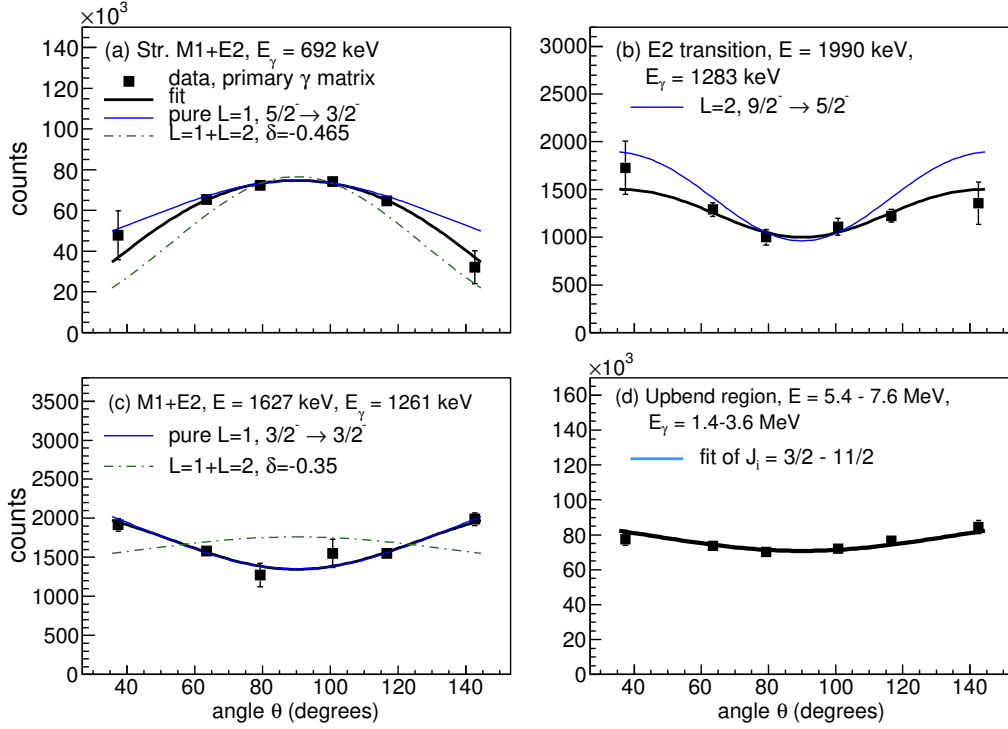 ×10³
140
120
100
80
60
40
20
0
counts
(a) Str. M1+E2, E_γ = 692 keV
data, primary γ matrix
fit
pure L=1, 5/2⁻→ 3/2⁻
L=1+L=2, δ=-0.465
3000
2500
2000
1500
1000
500
0
(b) E2 transition, E = 1990 keV,
E_γ = 1283 keV
L=2, 9/2⁻ → 5/2⁻
3500
3000
2500
2000
1500
1000
500
0
counts
(c) M1+E2, E = 1627 keV, E_γ = 1261 keV
pure L=1, 3/2⁻ → 3/2⁻
L=1+L=2, δ=-0.35
40 60 80 100 120 140
angle θ (degrees)
×10³
160
140
120
100
80
60
40
20
0
(d) Upbend region, E = 5.4 - 7.6 MeV,
E_γ = 1.4-3.6 MeV
fit of J_i = 3/2 - 11/2
40 60 80 100 120 140
angle θ (degrees)